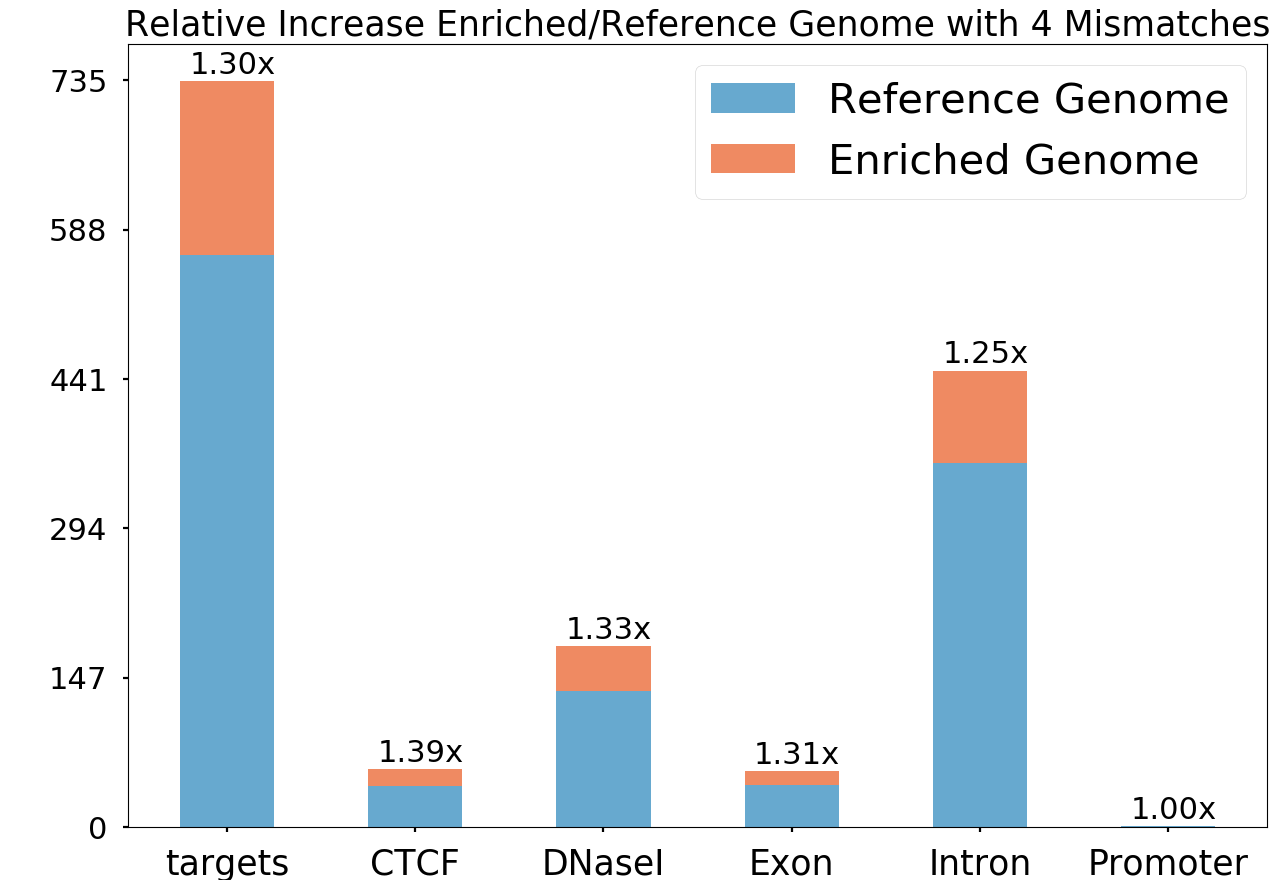 Relative Increase Enriched/Reference Genome with 4 Mismatches
Reference Genome
Enriched Genome
735
588
441
294
147
0
1.30x
1.39x
1.33x
1.31x
1.25x
1.00x
targets
CTCF
DNaseI
Exon
Intron
Promoter